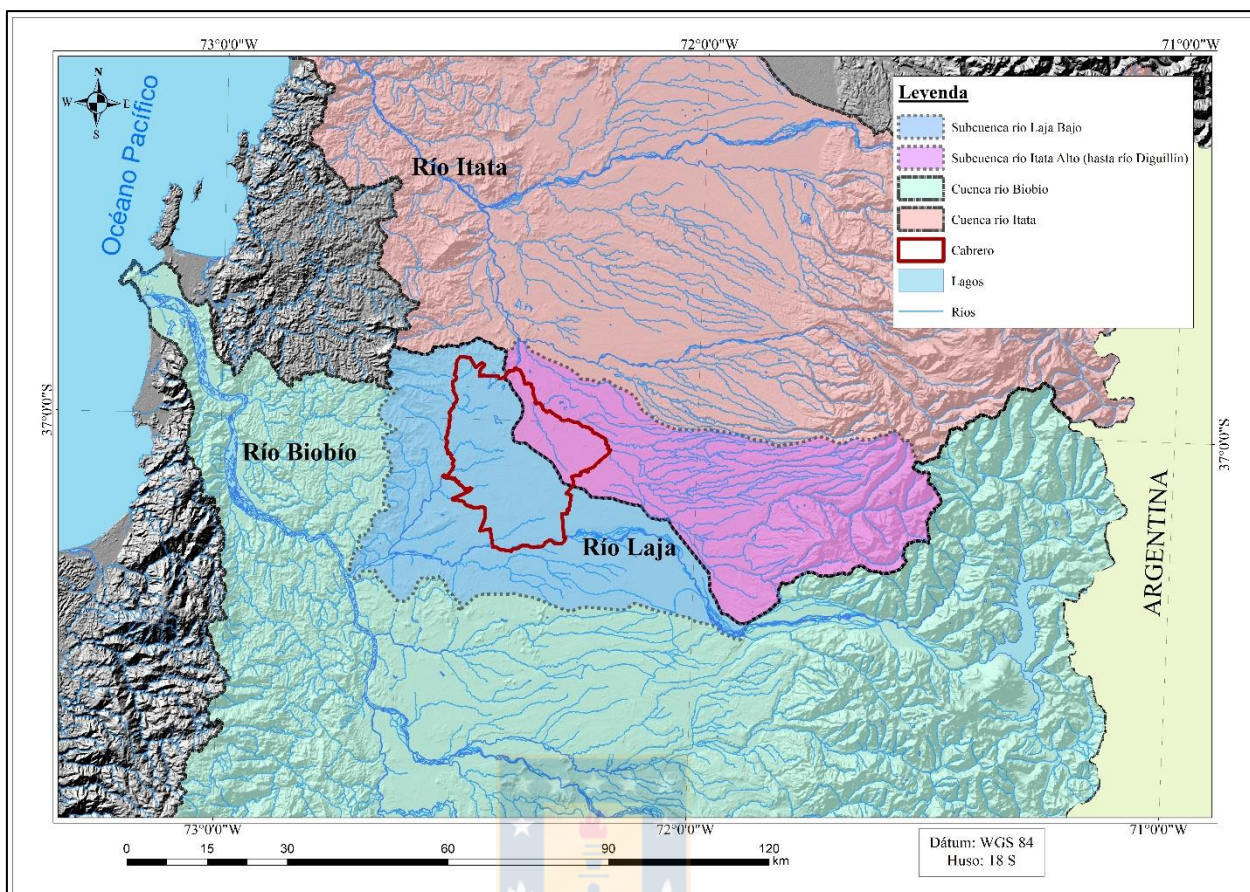 73°0'0"W
72°0'0"W
71°0'0"W
N
W
L
S
Océano Pacífico
Río Itata
Leyenda
Subcuenca río Laja Bajo
Subcuenca río Itata Alto (hasta río Diguillín)
Cuenca río Biobío
Cuenca río Itata
Cabrero
Lagos
Ríos
37°0'0"S
37°0'0"S
Río Biobío
Río Laja
ARGENTINA
73°0'0"W
72°0'0"W
71°0'0"W
0 15 30 60 90 120
km
Dátum: WGS 84
Huso: 18 S